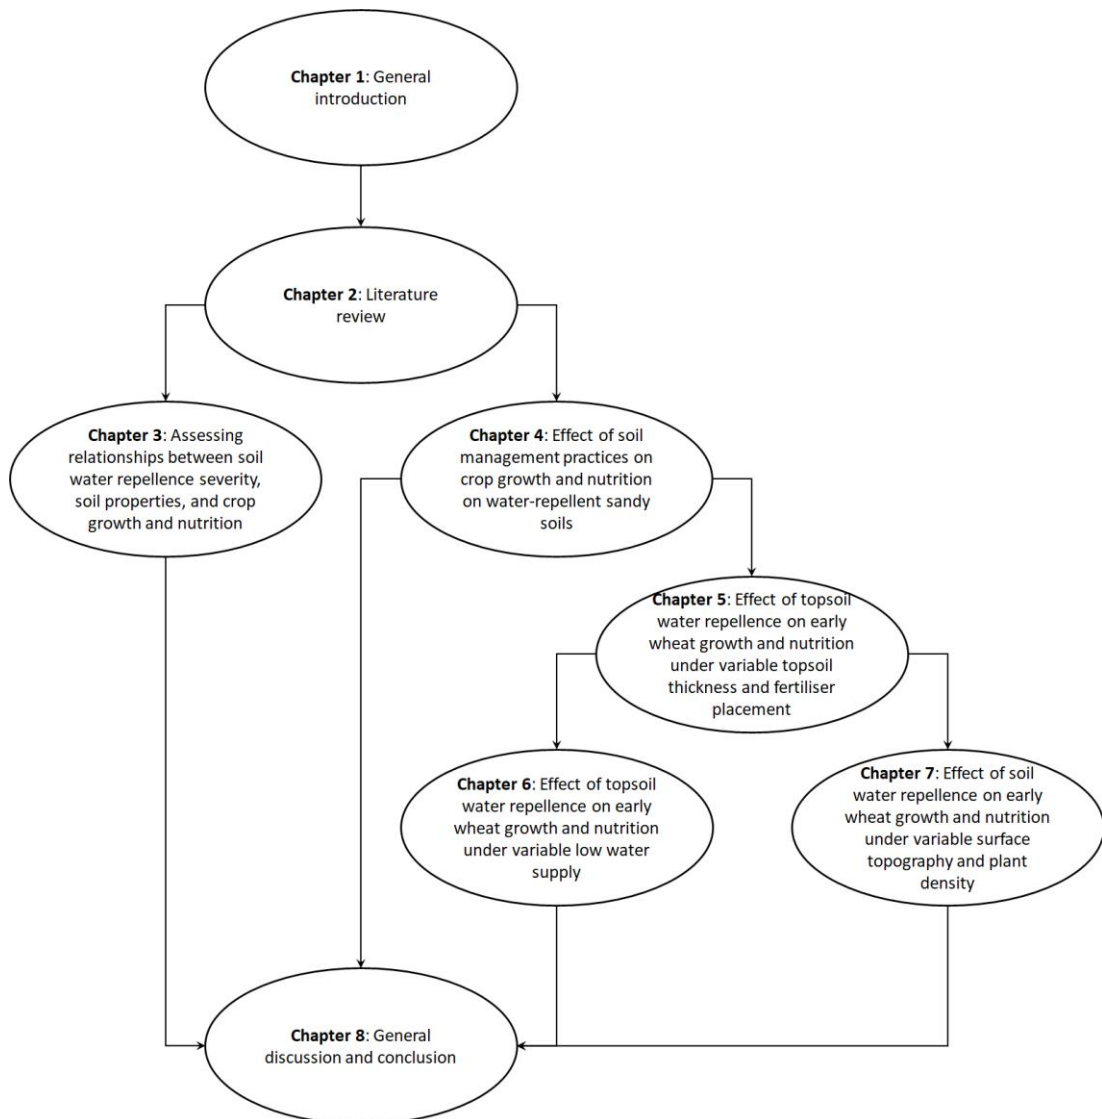 Chapter 1: General
introduction
Chapter 2: Literature
review
Chapter 3: Assessing
relationships between soil
water repellence severity,
soil properties, and crop
growth and nutrition
Chapter 4: Effect of soil
management practices on
crop growth and nutrition
on water-repellent sandy
soils
Chapter 5: Effect of topsoil
water repellence on early
wheat growth and nutrition
under variable topsoil
thickness and fertiliser
placement
Chapter 6: Effect of topsoil
water repellence on early
wheat growth and nutrition
under variable low water
supply
Chapter 7: Effect of soil
water repellence on early
wheat growth and nutrition
under variable surface
topography and plant
density
Chapter 8: General
discussion and conclusion